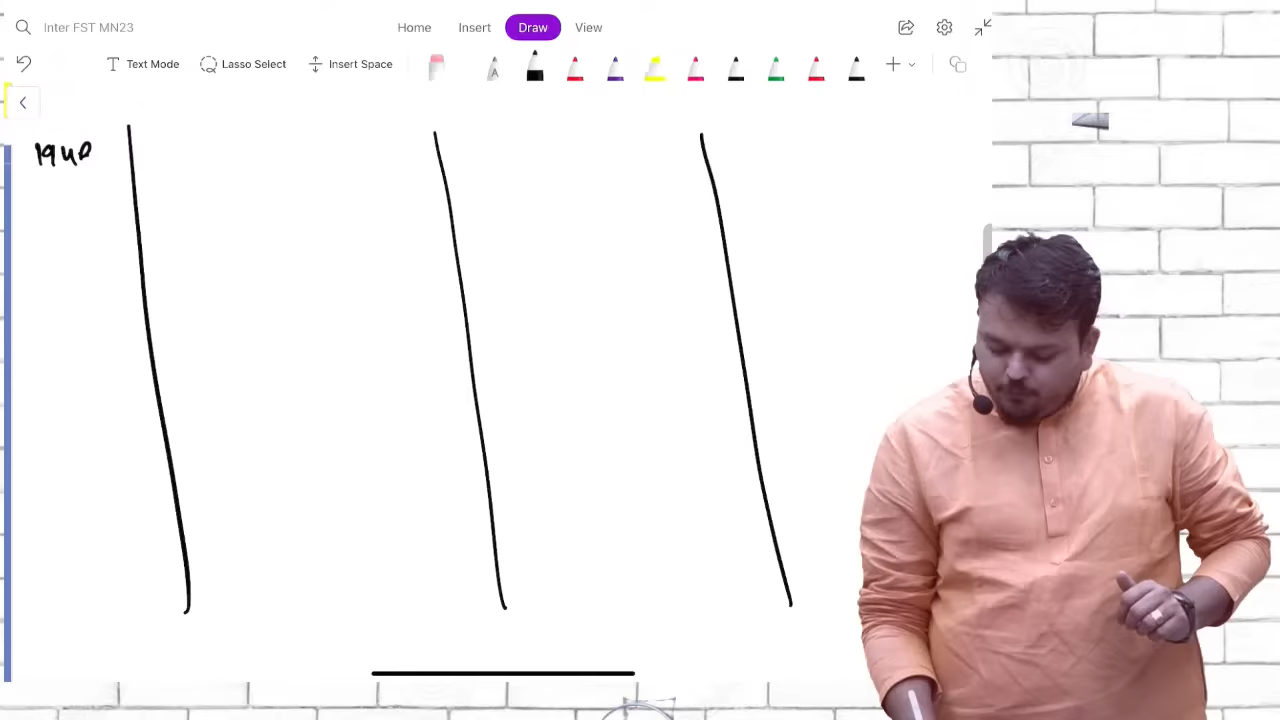 Inter FST MN23
Home Insert Draw View
Text Mode Lasso Select Insert Space
A
1940